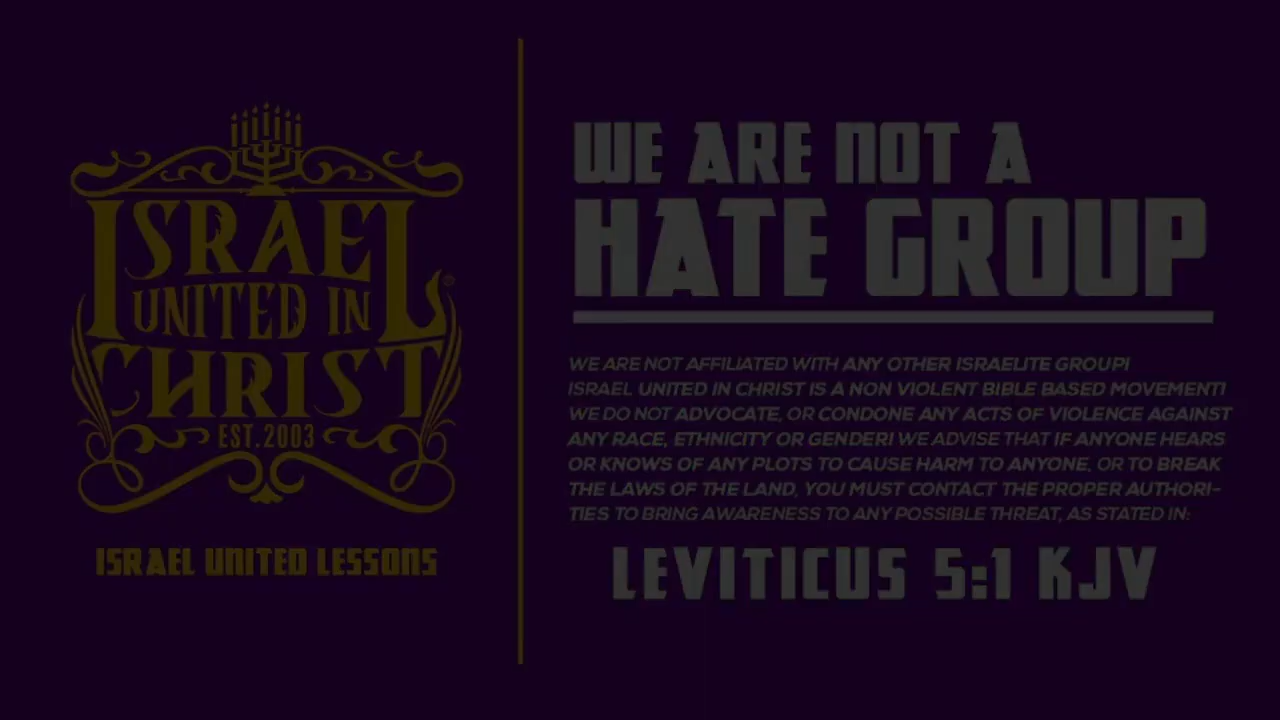 ISRAEL
UNITED IN
CHRIST
®
EST. 2003
ISRAEL UNITED LESSONS
WE ARE NOT A
HATE GROUP
WE ARE NOT AFFILIATED WITH ANY OTHER ISRAELITE GROUP!
ISRAEL UNITED IN CHRIST IS A NON VIOLENT BIBLE BASED MOVEMENT!
WE DO NOT ADVOCATE, OR CONDONE ANY ACTS OF VIOLENCE AGAINST
ANY RACE, ETHNICITY OR GENDER! WE ADVISE THAT IF ANYONE HEARS
OR KNOWS OF ANY PLOTS TO CAUSE HARM TO ANYONE, OR TO BREAK
THE LAWS OF THE LAND, YOU MUST CONTACT THE PROPER AUTHORI-
TIES TO BRING AWARENESS TO ANY POSSIBLE THREAT, AS STATED IN:
LEVITICUS 5:1 KJV